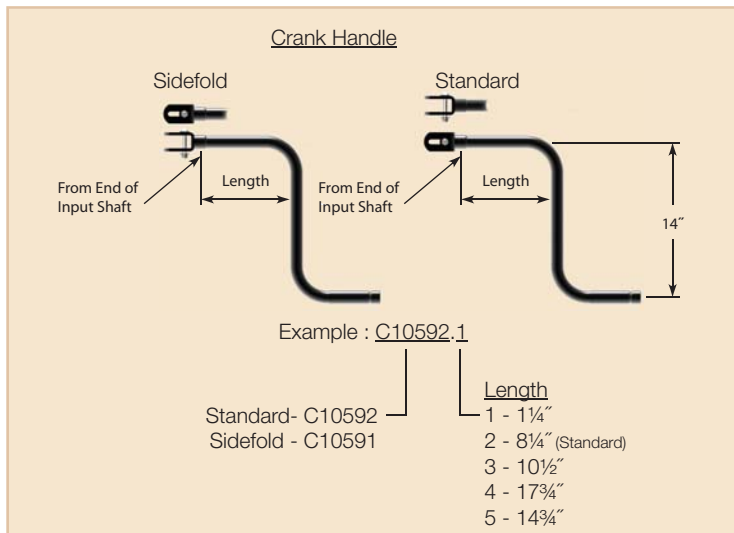 Crank Handle
Sidefold
Standard
From End of
Input Shaft
Length
From End of
Input Shaft
Length
14˝
Example : C10592.1
Standard- C10592
Sidefold - C10591
Length
1 - 1¼˝
2 - 8¼˝ (Standard)
3 - 10½˝
4 - 17¾˝
5 - 14¾˝